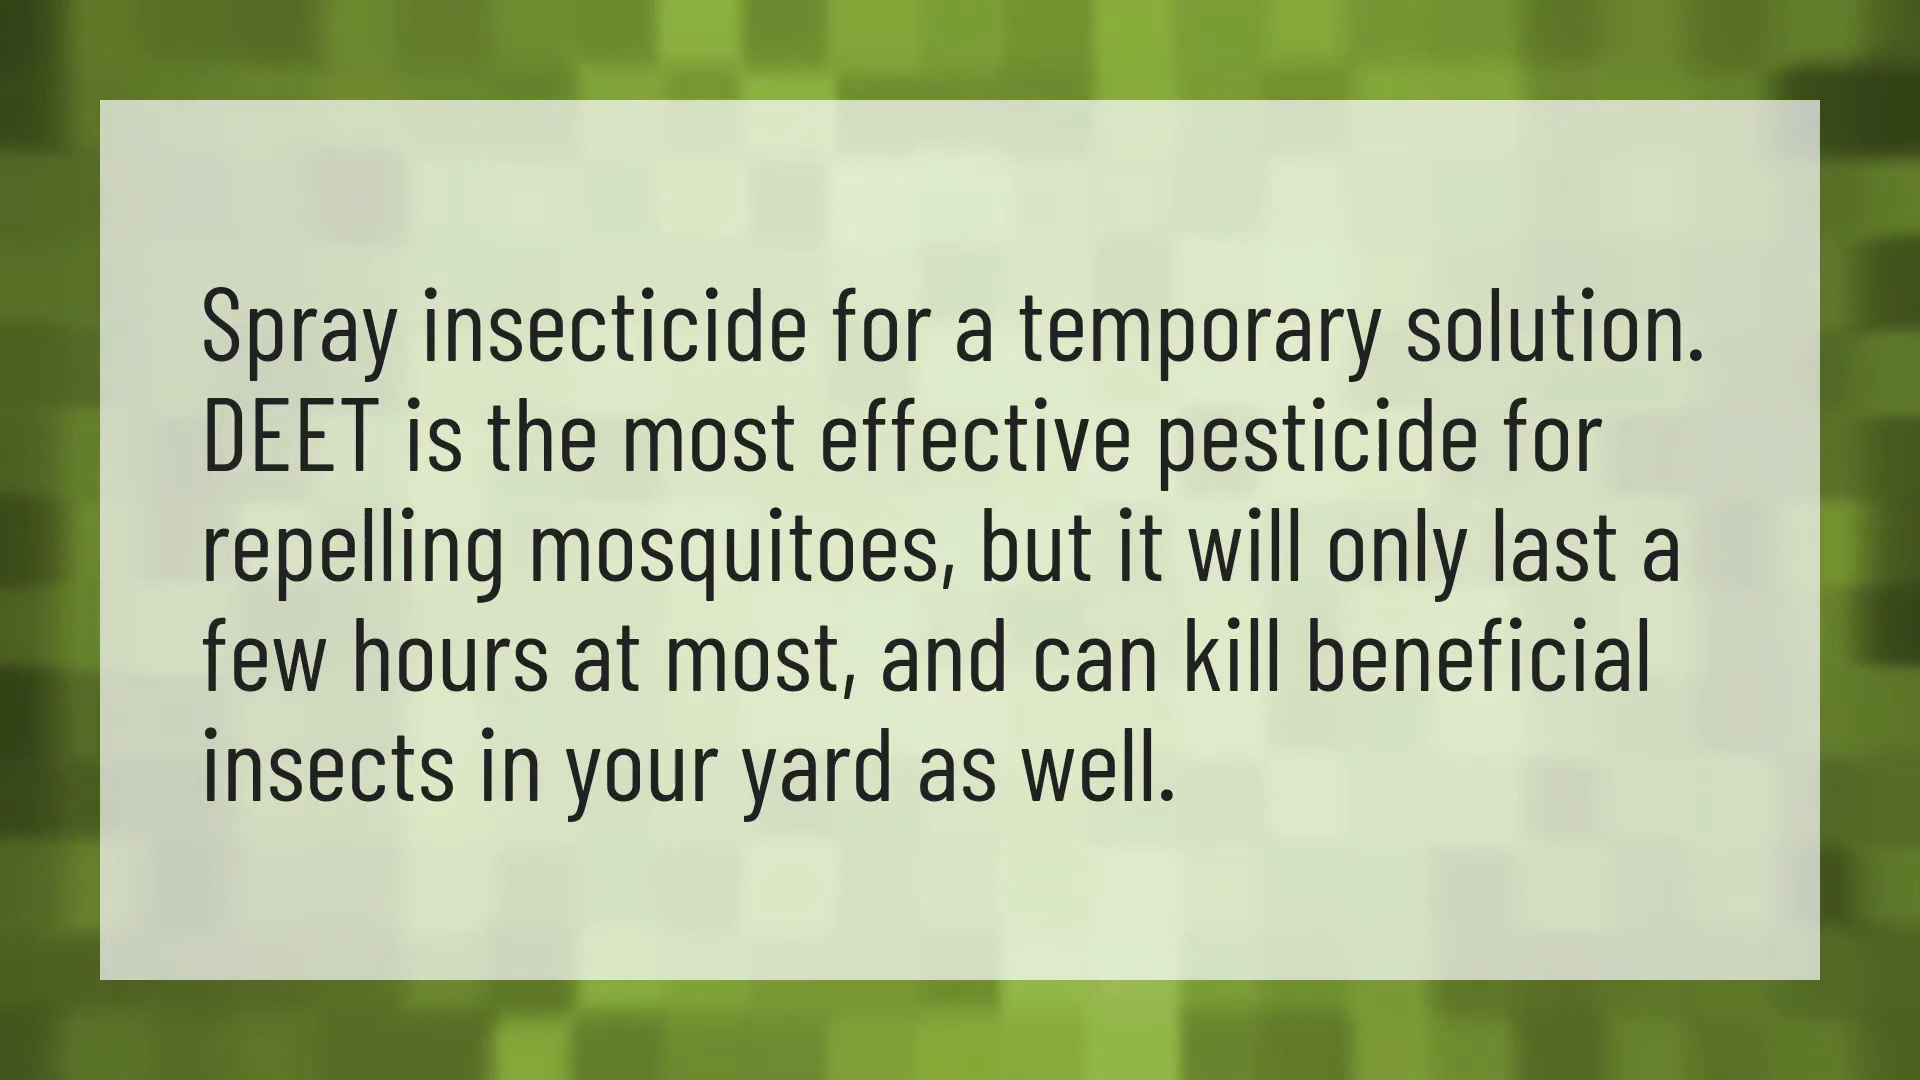 Spray insecticide for a temporary solution.
DEET is the most effective pesticide for
repelling mosquitoes, but it will only last a
few hours at most, and can kill beneficial
insects in your yard as well.